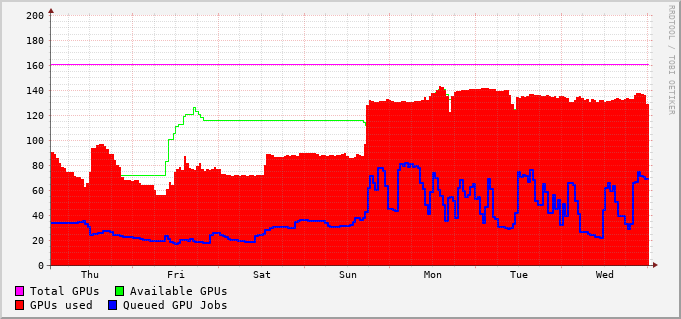 200
180
160
140
120
100
80
60
40
20
0
Thu Fri Sat Sun Mon Tue Wed
Total GPUs Available GPUs
GPUs used Queued GPU Jobs
RRDTOOL / TOBI OETIKER